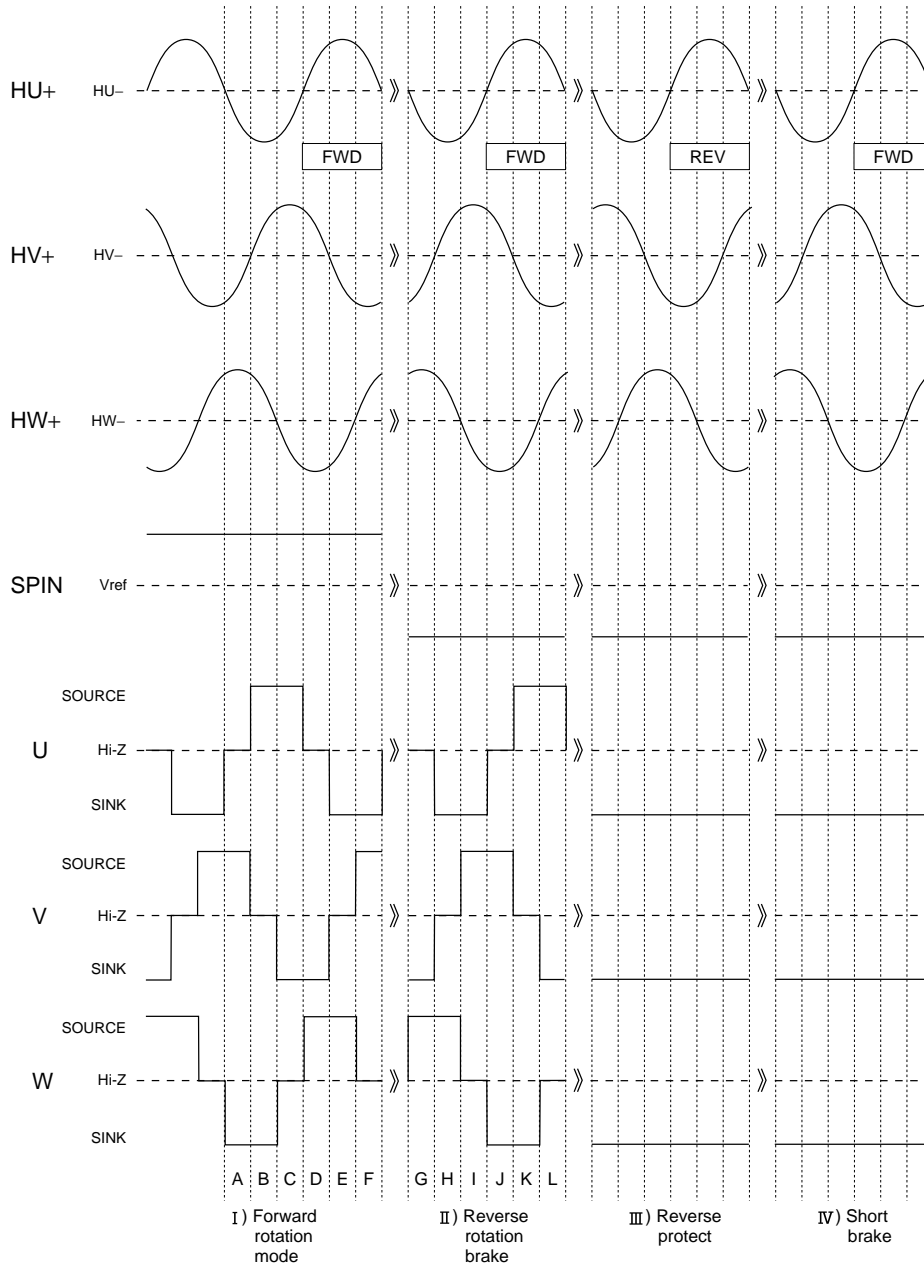 HU+ HU–
FWD FWD REV FWD
HV+ HV–
HW+ HW–
SPIN Vref
SOURCE
U Hi-Z
SINK
SOURCE
V Hi-Z
SINK
SOURCE
W Hi-Z
SINK
A B C D E F G H I J K L
Ⅰ) Forward rotation mode
Ⅱ) Reverse rotation brake
Ⅲ) Reverse protect
Ⅳ) Short brake